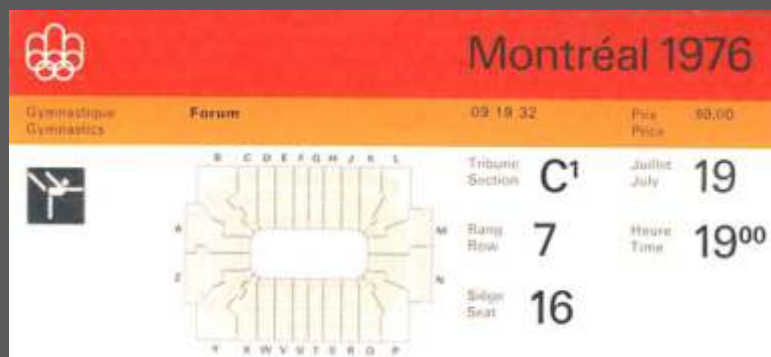 Montréal 1976
Gymnastique
Gymnastics
Forum
09 19 32
Prix
Price
Tribune
Section
C¹
Juillet
July
19
Rang
Row
7
Heure
Time
19⁰⁰
Siège
Seat
16
B C D E F G H J K L
A
M
Z
N
Y X W V U T S R Q P